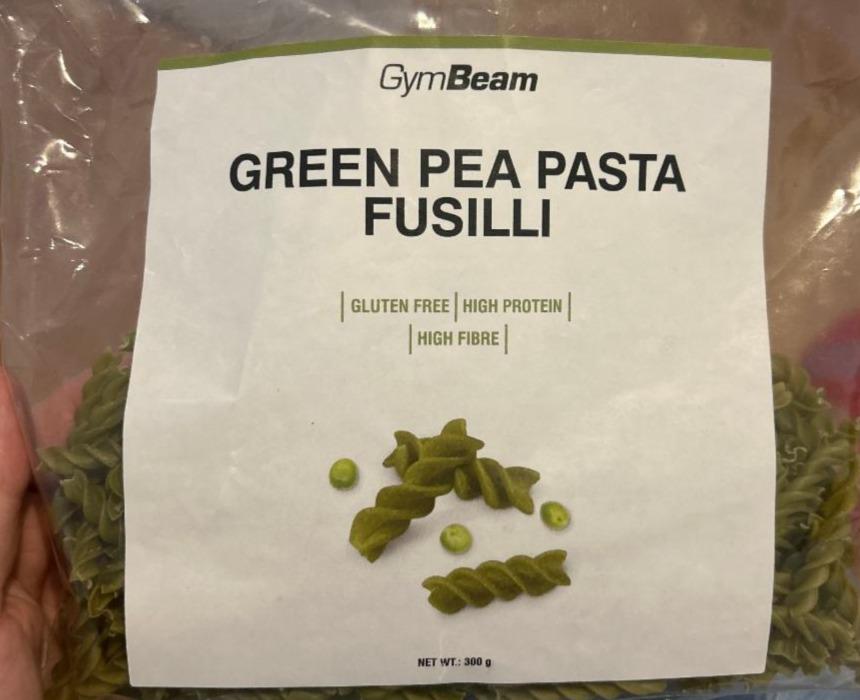 GymBeam
GREEN PEA PASTA
FUSILLI
| GLUTEN FREE | HIGH PROTEIN |
| HIGH FIBRE |
NET WT.: 300 g